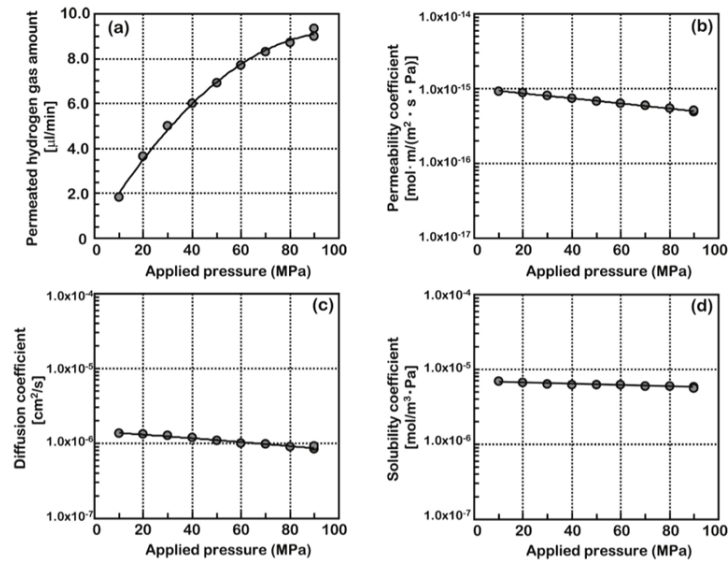 (a)
Permeated hydrogen gas amount
[μl/min]
10.0
8.0
6.0
4.0
2.0
0
0 20 40 60 80 100
Applied pressure (MPa)
(b)
Permeability coefficient
[mol· m/(m² · s · Pa)]
1.0x10⁻¹⁴
1.0x10⁻¹⁵
1.0x10⁻¹⁶
1.0x10⁻¹⁷
0 20 40 60 80 100
Applied pressure (MPa)
(c)
Diffusion coefficient
[cm²/s]
1.0x10⁻⁴
1.0x10⁻⁵
1.0x10⁻⁶
1.0x10⁻⁷
0 20 40 60 80 100
Applied pressure (MPa)
(d)
Solubility coefficient
[mol/m³·Pa]
1.0x10⁻⁴
1.0x10⁻⁵
1.0x10⁻⁶
1.0x10⁻⁷
0 20 40 60 80 100
Applied pressure (MPa)